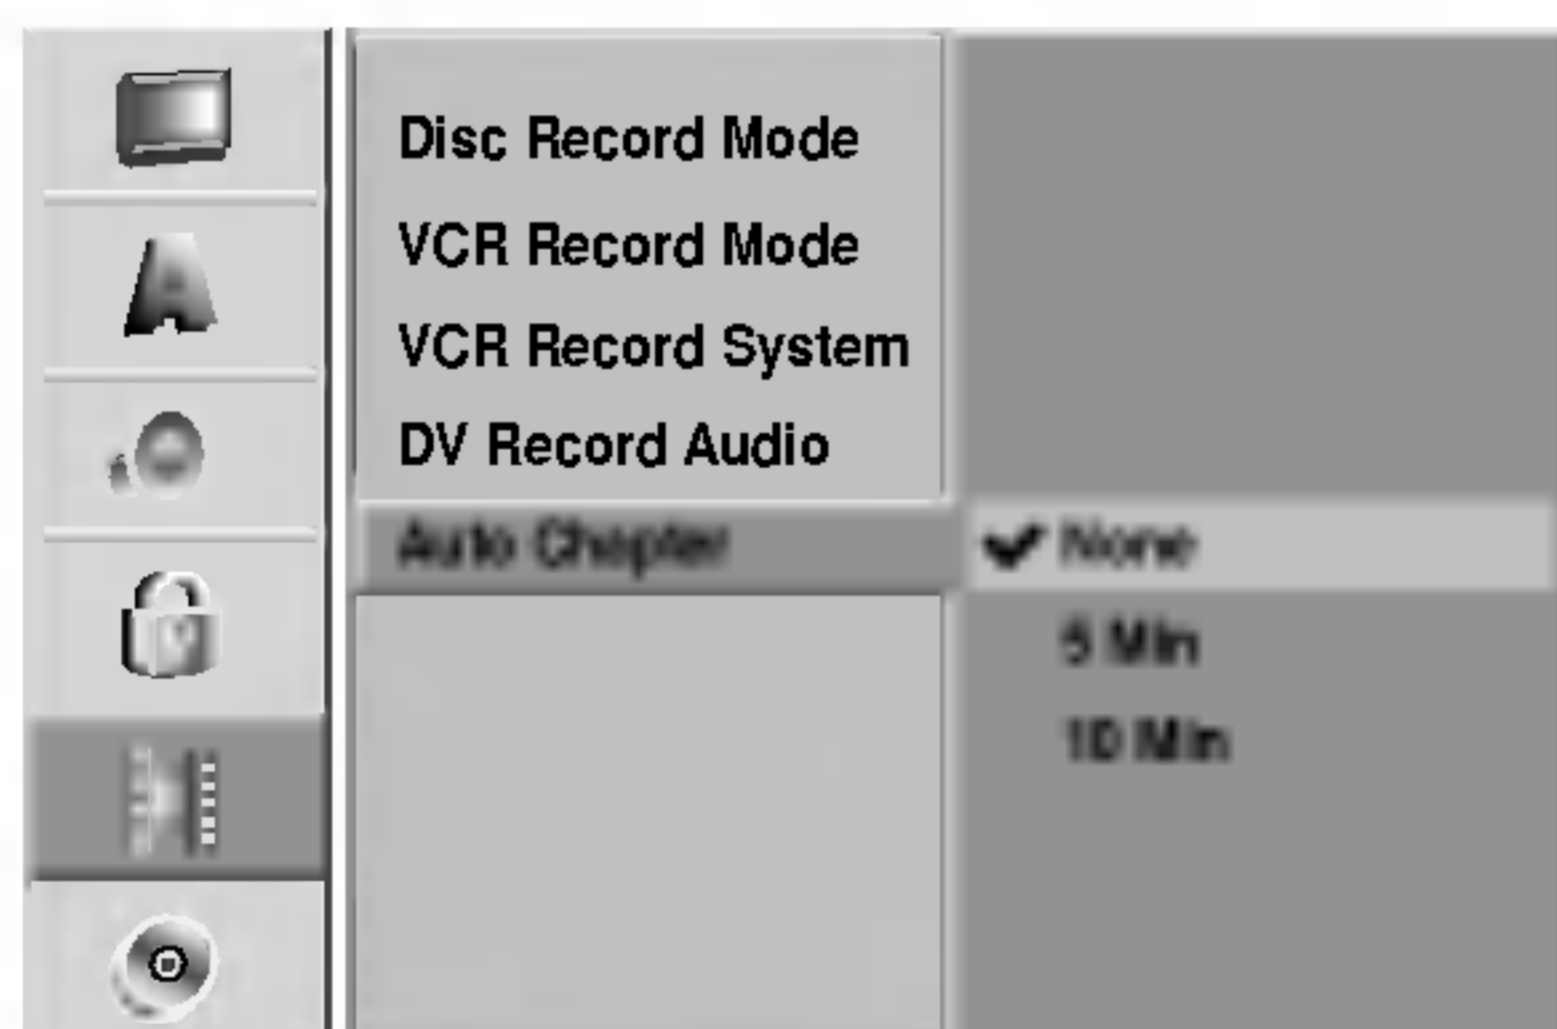 Disc Record Mode
VCR Record Mode
VCR Record System
DV Record Audio
Auto Chapter
None
5 Min
10 Min